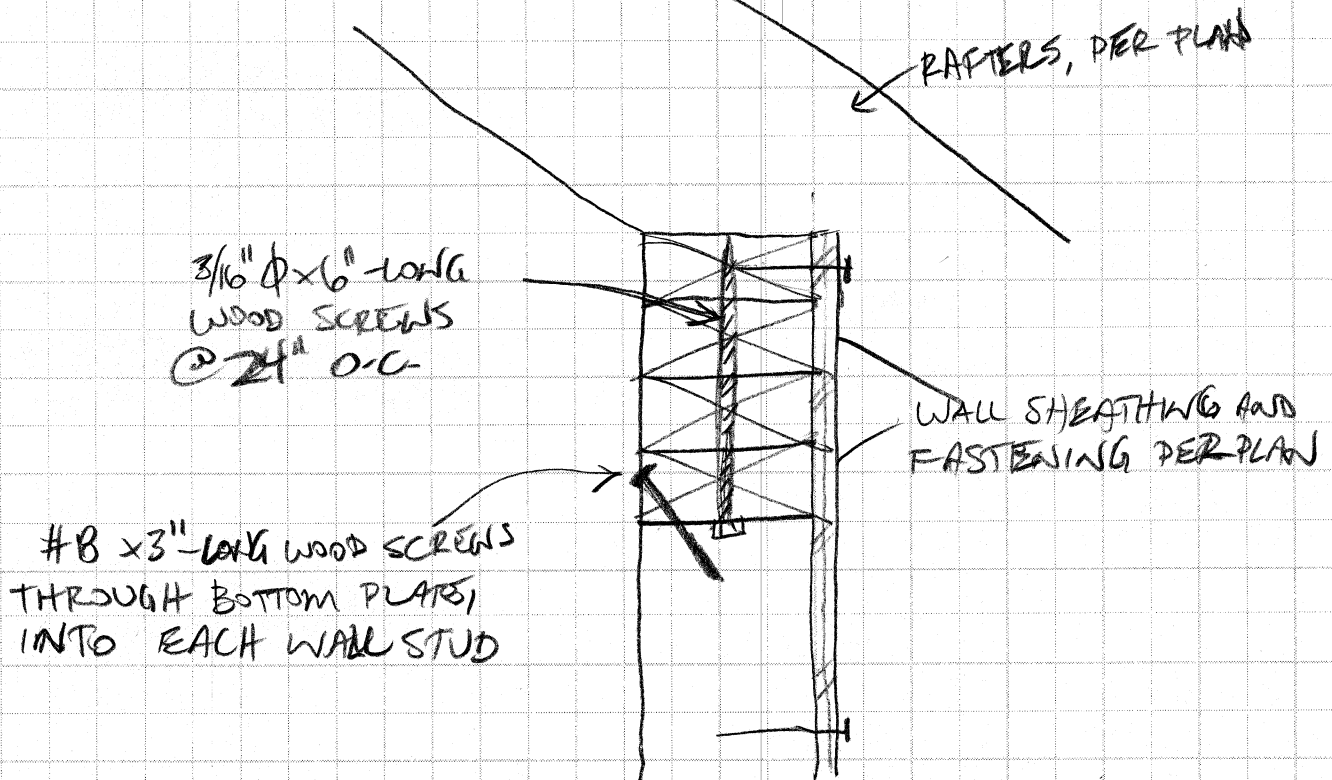 RAFTERS, PER PLAN
3/16" Φ x 6"-LONG
WOOD SCREWS
@ 24" O.C.
WALL SHEATHING AND
FASTENING PER PLAN
#8 x 3"-LONG WOOD SCREWS
THROUGH BOTTOM PLATE,
INTO EACH WALL STUD